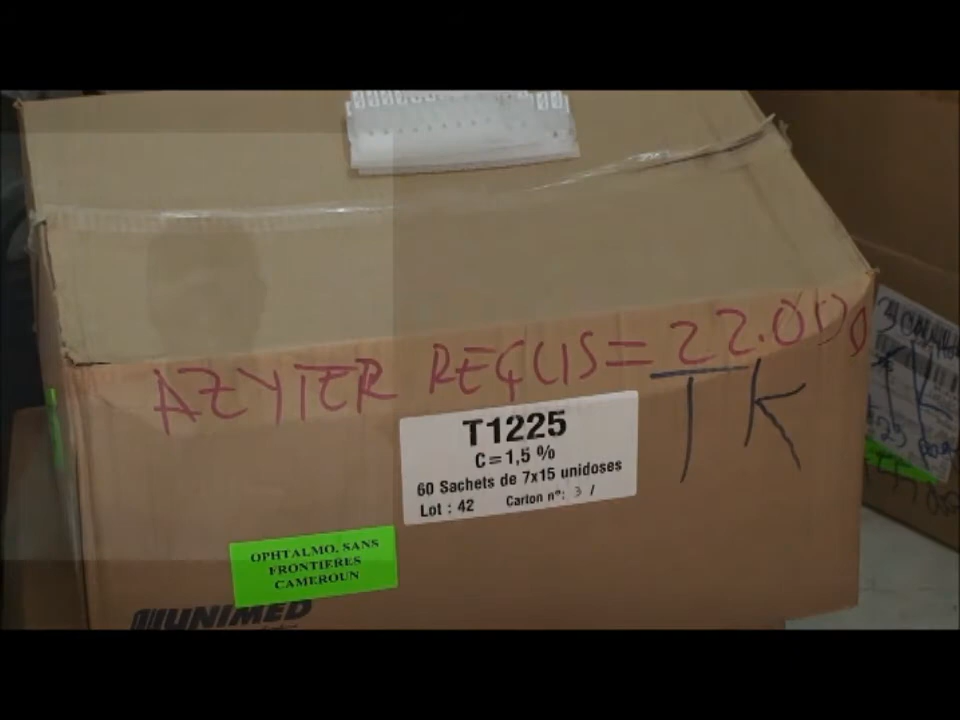 AZYTER REÇUS = 22.000
TK
T1225
C=1,5 %
60 Sachets de 7x15 unidoses
Lot : 42 Carton n°: 3 /
OPHTALMO. SANS
FRONTIERES
CAMEROUN
UNIMED